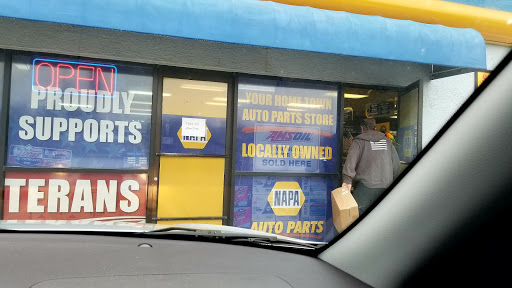 OPEN
PROUDLY
SUPPORTS
TERANS
NAPA
YOUR HOME TOWN
AUTO PARTS STORE
AMSOIL
SOLD HERE
LOCALLY OWNED
NAPA
AUTO PARTS